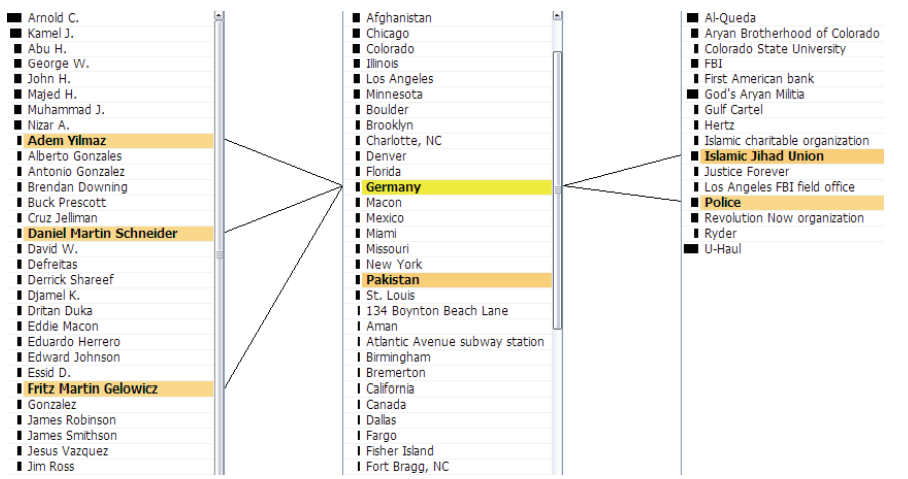 Arnold C.
Kamel J.
Abu H.
George W.
John H.
Majed H.
Muhammad J.
Nizar A.
Adem Yilmaz
Alberto Gonzales
Antonio Gonzalez
Brendan Downing
Buck Prescott
Cruz Jelliman
Daniel Martin Schneider
David W.
Defreitas
Derrick Shareef
Djamel K.
Dritan Duka
Eddie Macon
Eduardo Herrero
Edward Johnson
Essid D.
Fritz Martin Gelowicz
Gonzalez
James Robinson
James Smithson
Jesus Vazquez
Jim Ross
Afghanistan
Chicago
Colorado
Illinois
Los Angeles
Minnesota
Boulder
Brooklyn
Charlotte, NC
Denver
Florida
Germany
Macon
Mexico
Miami
Missouri
New York
Pakistan
St. Louis
134 Boynton Beach Lane
Aman
Atlantic Avenue subway station
Birmingham
Bremerton
California
Canada
Dallas
Fargo
Fisher Island
Fort Bragg, NC
Al-Queda
Aryan Brotherhood of Colorado
Colorado State University
FBI
First American bank
God's Aryan Militia
Gulf Cartel
Hertz
Islamic charitable organization
Islamic Jihad Union
Justice Forever
Los Angeles FBI field office
Police
Revolution Now organization
Ryder
U-Haul